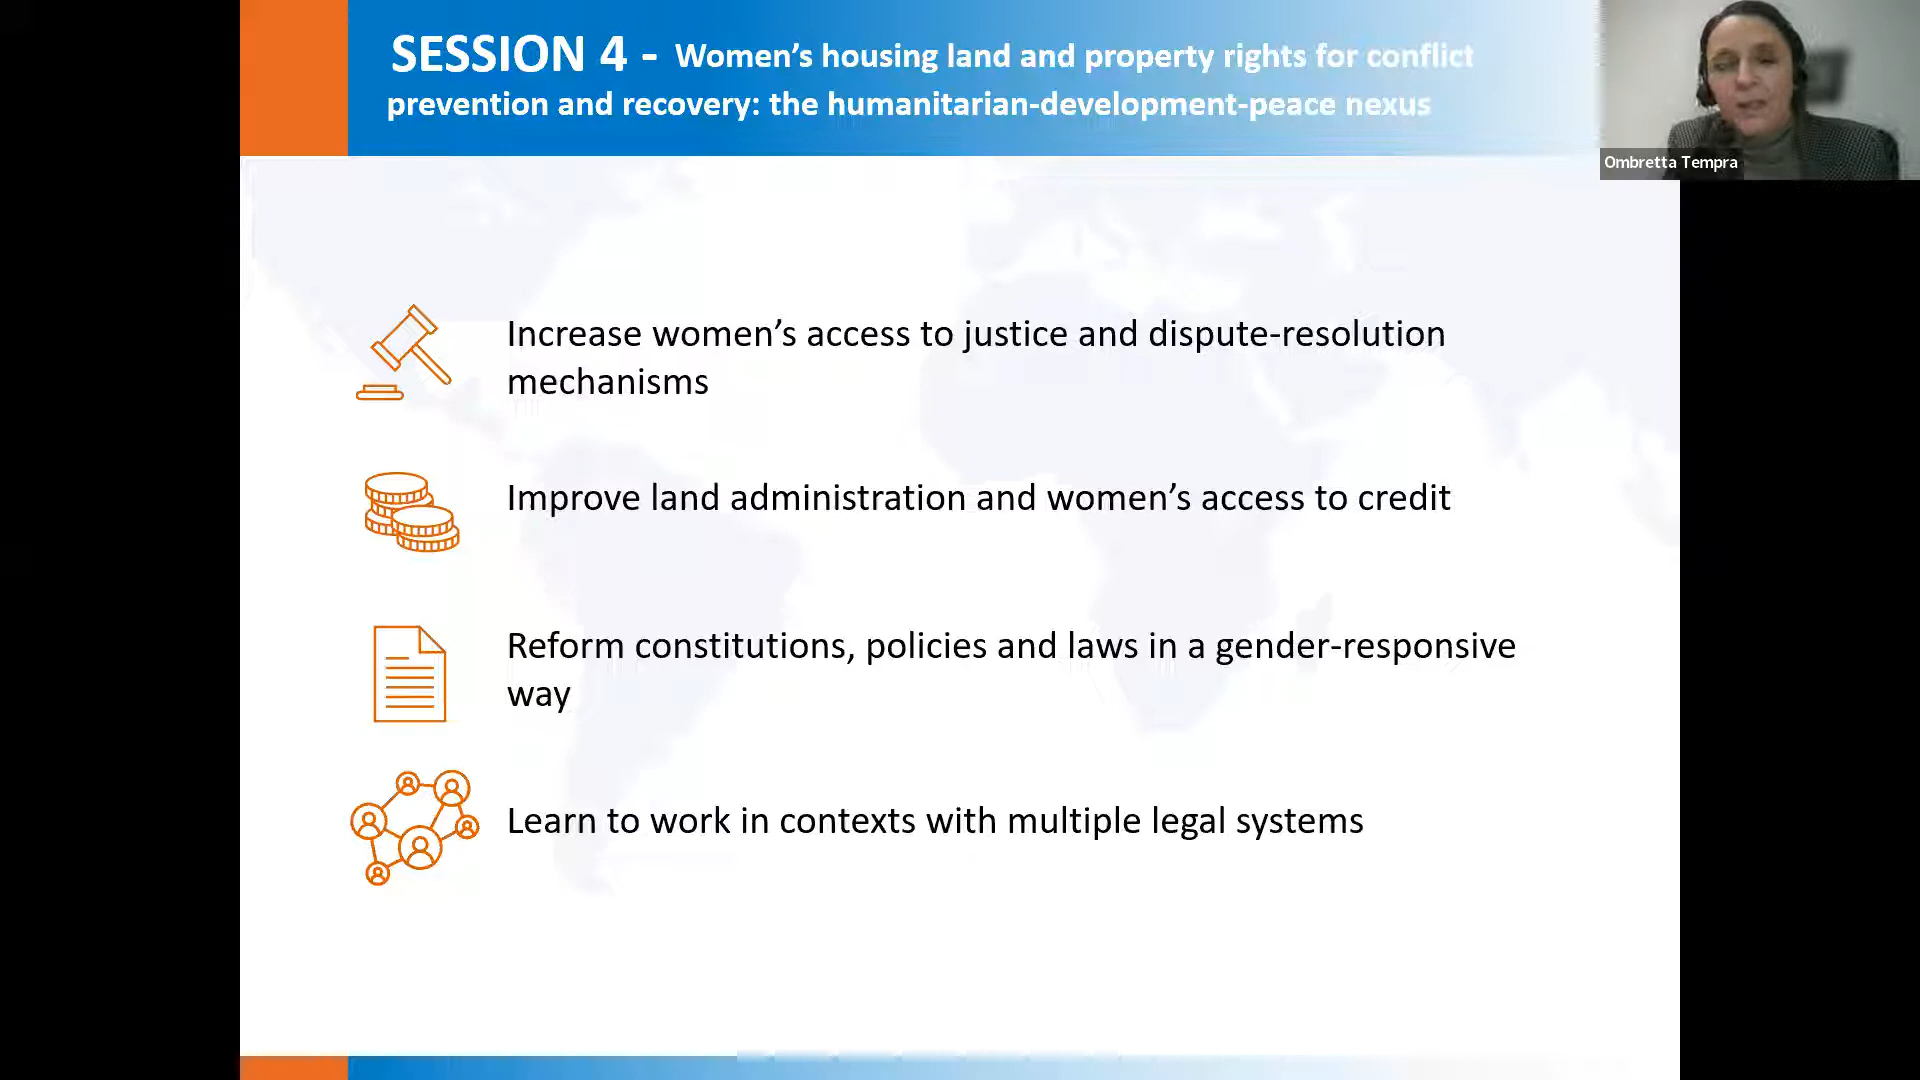 SESSION 4 - Women’s housing land and property rights for conflict
prevention and recovery: the humanitarian-development-peace nexus
Ombretta Tempra
Increase women’s access to justice and dispute-resolution
mechanisms
Improve land administration and women’s access to credit
Reform constitutions, policies and laws in a gender-responsive
way
Learn to work in contexts with multiple legal systems